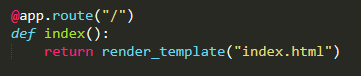 @app.route("/")
def index():
    return render_template("index.html")